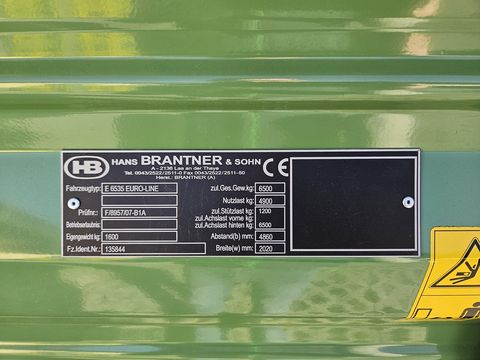 HB
HANS BRANTNER & SOHN CE
A - 2136 Laa an der Thaya
Tel. 0043/2522/2511-0 Fax 0043/2522/2511-50
Herst.: BRANTNER (A)
Fahrzeugtyp: E 6535 EURO-LINE zul.Ges.Gew.kg: 6500
Nutzlast kg: 4900
Prüfnr.: F/8957/07-B1A zul.Stützlast kg: 1200
zul.Achslast vorne kg:
Betriebserlaubnis: zul.Achslast hinten kg: 6500
Eigengewicht kg: 1600 Abstand(b) mm: 4860
Fz.Ident.Nr.: 135844 Breite(w) mm: 2020